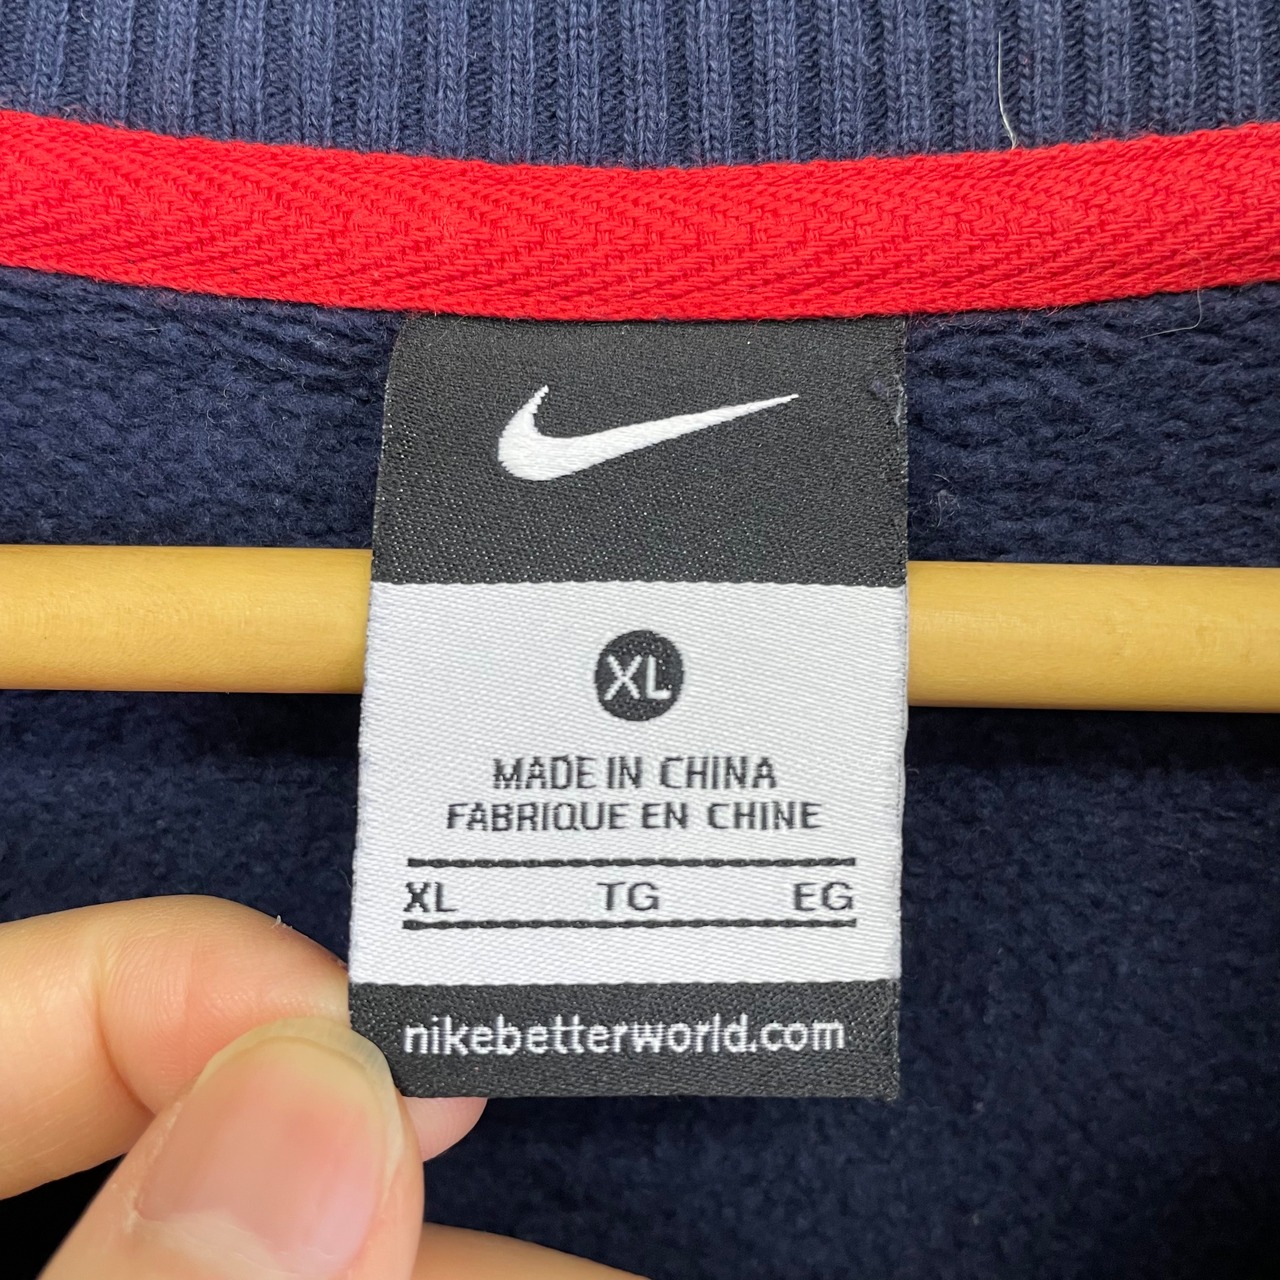 XL
MADE IN CHINA
FABRIQUE EN CHINE
XL TG EG
nikebetterworld.com